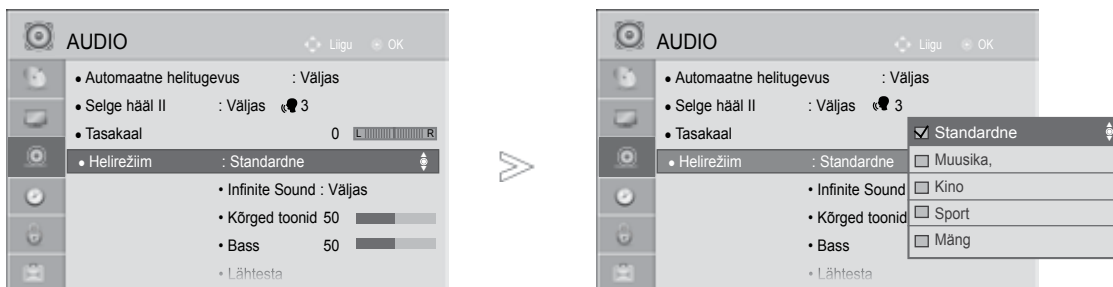 AUDIO
Liigu
OK
• Automaatne helitugevus : Väljas
• Selge hääl II : Väljas 3
• Tasakaal 0 L R
• Helirežiim : Standardne
• Infinite Sound : Väljas
• Kõrged toonid 50
• Bass 50
• Lähtesta
AUDIO
Liigu
OK
• Automaatne helitugevus : Väljas
• Selge hääl II : Väljas 3
• Tasakaal
• Helirežiim : Standardne
• Infinite Sound
• Kõrged toonid
• Bass
• Lähtesta
Standardne
Muusika,
Kino
Sport
Mäng